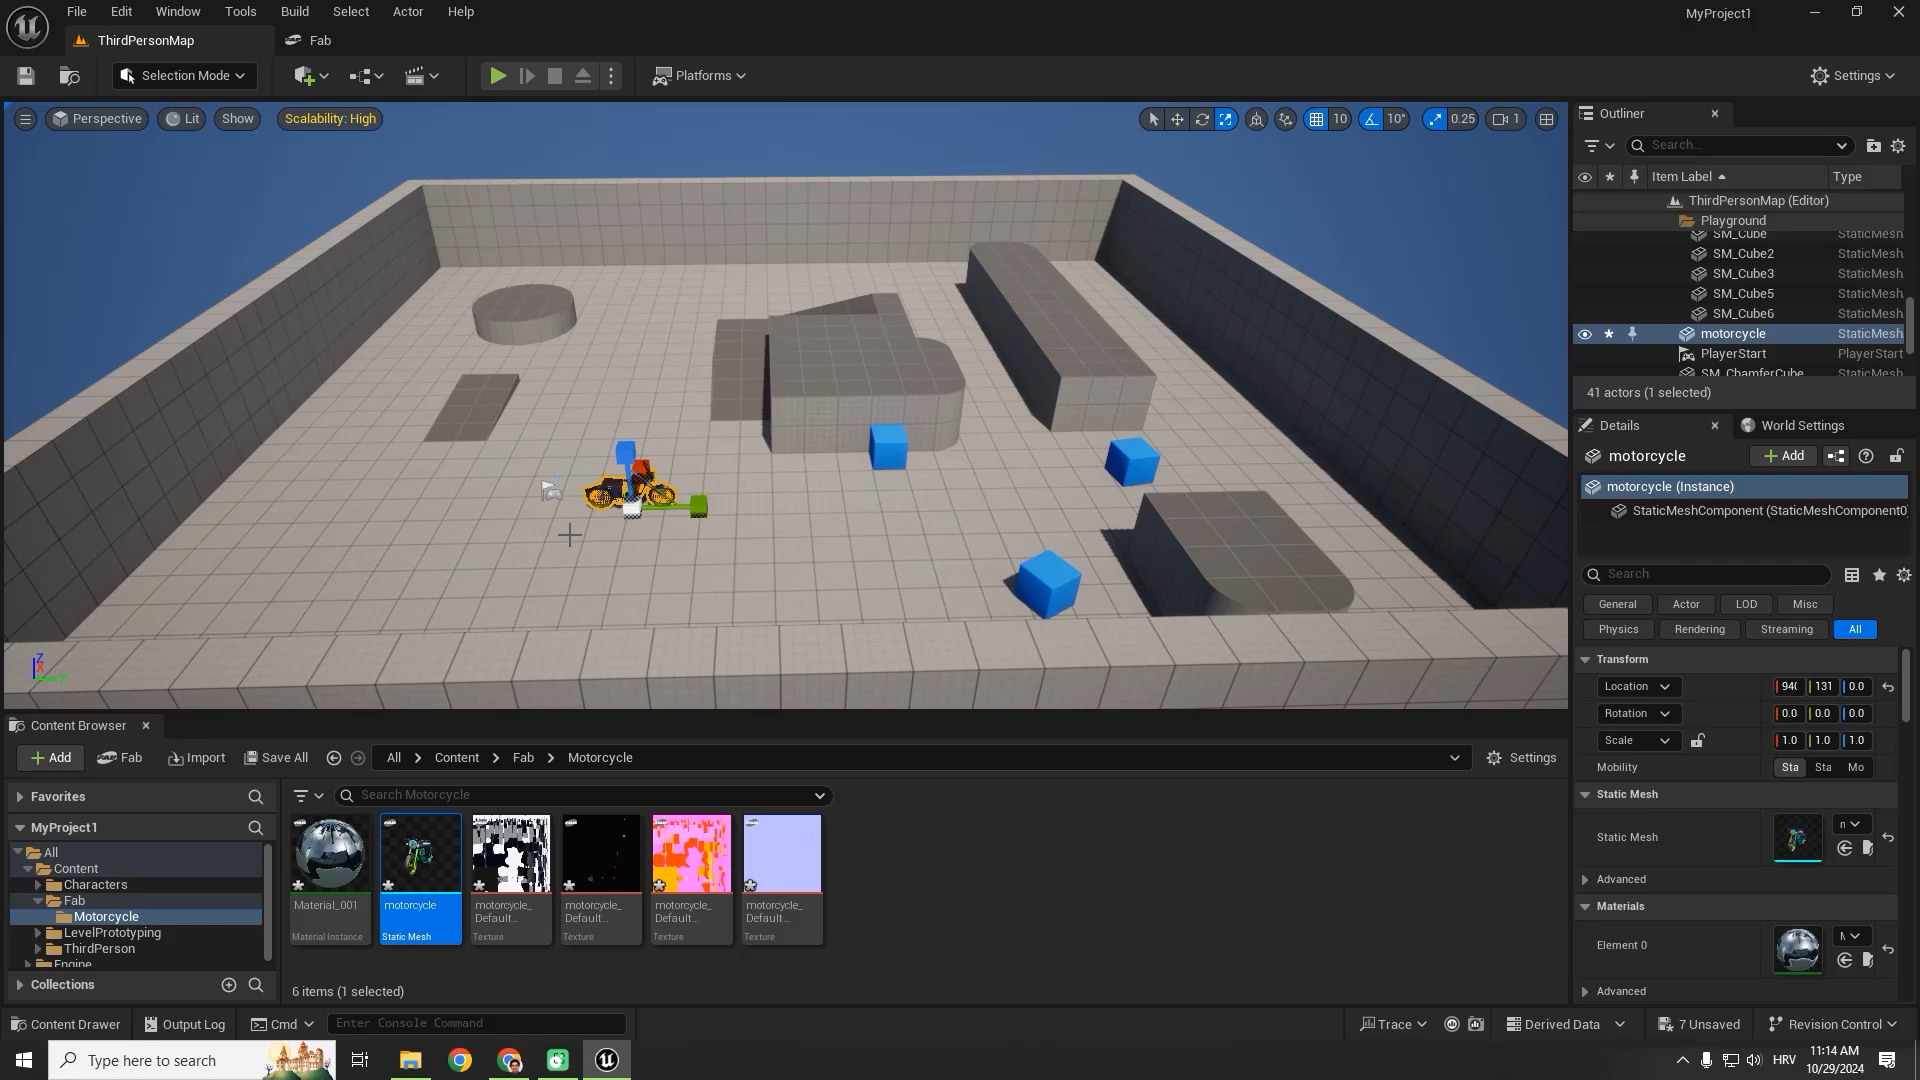 File Edit Window Tools Build Select Actor Help
MyProject1
ThirdPersonMap
Fab
Selection Mode
Platforms
Settings
Perspective
Lit
Show
Scalability: High
10
10°
0.25
1
Outliner
Search...
Item Label
Type
ThirdPersonMap (Editor)
Playground
SM_Cube StaticMesh
SM_Cube2 StaticMesh
SM_Cube3 StaticMesh
SM_Cube5 StaticMesh
SM_Cube6 StaticMesh
motorcycle StaticMesh
PlayerStart PlayerStart
SM_ChamferCube StaticMesh
41 actors (1 selected)
Details
World Settings
motorcycle
Add
motorcycle (Instance)
StaticMeshComponent (StaticMeshComponent0)
Search
General Actor LOD Misc
Physics Rendering Streaming All
Transform
Location 940 131 0.0
Rotation 0.0 0.0 0.0
Scale 1.0 1.0 1.0
Mobility Sta Sta Mo
Static Mesh
Static Mesh
Advanced
Materials
Element 0
Advanced
Z
X
Y
Content Browser
Add
Fab
Import
Save All
All > Content > Fab > Motorcycle
Settings
Favorites
MyProject1
All
Content
Characters
Fab
Motorcycle
LevelPrototyping
ThirdPerson
Engine
Collections
Search Motorcycle
Material_001
Material Instance
motorcycle
Static Mesh
motorcycle_
Default...
Texture
motorcycle_
Default...
Texture
motorcycle_
Default...
Texture
motorcycle_
Default...
Texture
6 items (1 selected)
Content Drawer
Output Log
Cmd
Enter Console Command
Trace
Derived Data
7 Unsaved
Revision Control
Type here to search
HRV
11:14 AM
10/29/2024